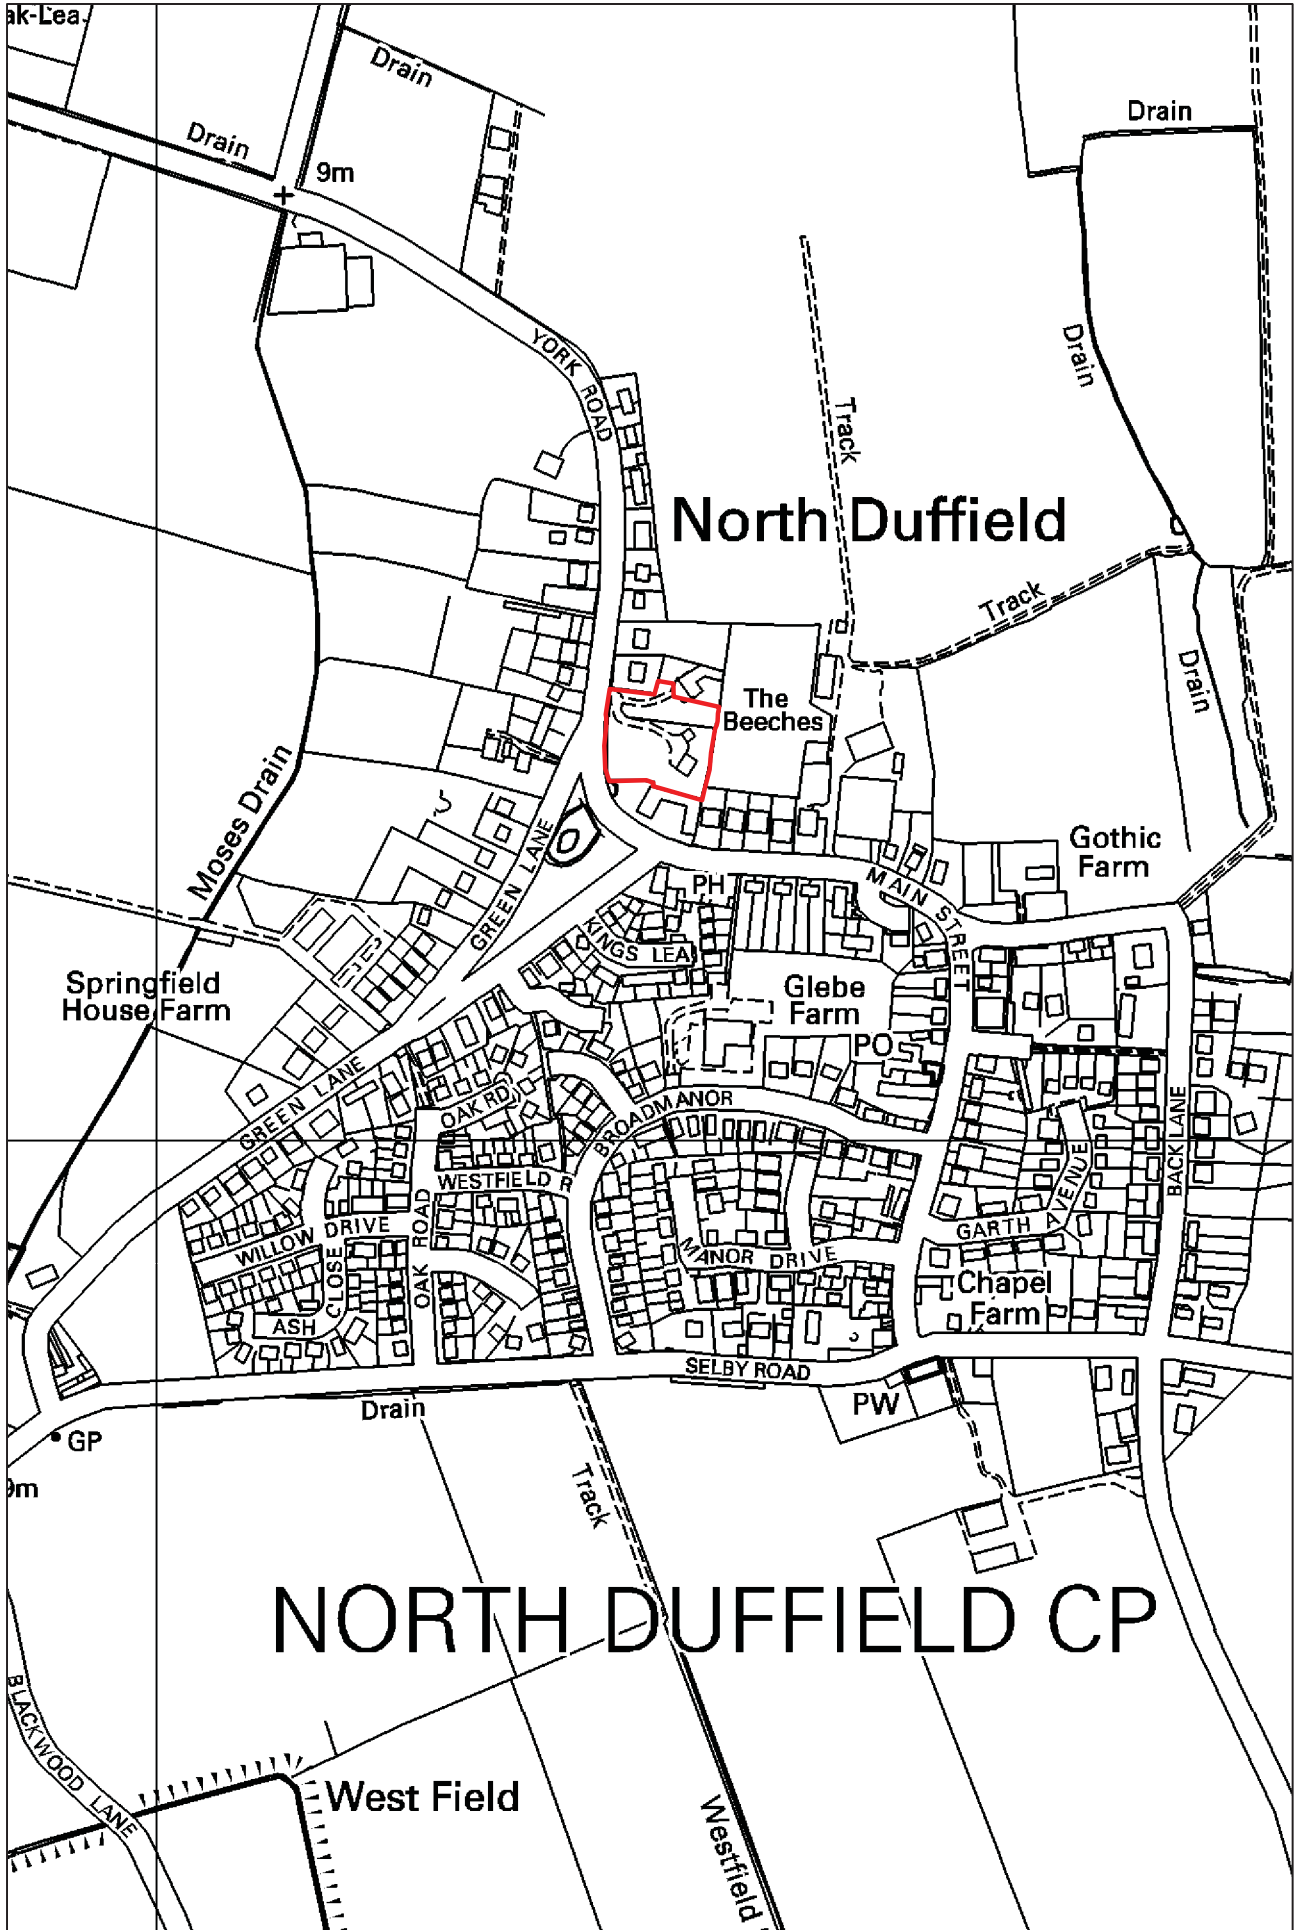 ak-Lea
Drain
Drain
9m
Drain
YORK ROAD
Drain
Track
North Duffield
Track
Drain
The
Beeches
Moses Drain
GREEN LANE
Gothic
Farm
PH
MAIN STREET
KINGS LEA
Springfield
House Farm
Glebe
Farm
PO
GREEN LANE
OAK RD
BROADMANOR
BACK LANE
WESTFIELD R
GARTH AVENUE
WILLOW DRIVE
OAK ROAD
MANOR DRIVE
ASH CLOSE
Chapel
Farm
SELBY ROAD
Drain
PW
GP
9m
Track
NORTH DUFFIELD CP
BLACKWOOD LANE
West Field
Westfield